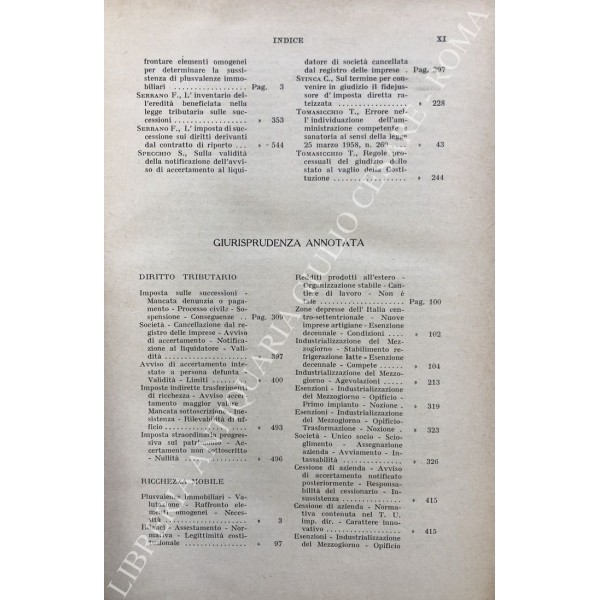 INDICE XI
frontare elementi omogenei
per determinare la sussi-
stenza di plusvalenze immo-
biliari Pag. 3
SERRANO F., L'inventario del-
l'eredità beneficiata nella
legge tributaria sulle suc-
cessioni » 353
SERRANO F., L'imposta di suc-
cessione sui diritti derivanti
dal contratto di riporto » 544
SPECCHIO S., Sulla validità
della notificazione dell'avvi-
so di accertamento al liqui-
datore di società cancellata
dal registro delle imprese . Pag. 397
STINCA C., Sul termine per con-
venire in giudizio il fidejus-
sore d'imposta diretta ra-
teizzata » 228
TOMASICCHIO T., Errore nel-
l'individuazione dell'am-
ministrazione competente e
sanatoria ai sensi della legge
25 marzo 1958, n. 260 » 43
TOMASICCHIO T., Regole pro-
cessuali del giudizio dello
stato al vaglio della Costi-
tuzione » 244
GIURISPRUDENZA ANNOTATA
DIRITTO TRIBUTARIO
Imposta sulle successioni -
Mancata denunzia o paga-
mento - Processo civile - So-
spensione - Conseguenze . . Pag. 309
Società - Cancellazione dal re-
gistro delle imprese - Avviso
di accertamento - Notifica-
zione al liquidatore - Vali-
dità » 397
Avviso di accertamento inte-
stato a persona defunta -
Validità - Limiti » 400
Imposte indirette trasferimenti
di ricchezza - Avviso accer-
tamento maggior valore -
Mancata sottoscrizione - Ine-
sistenza - Rilevabilità di uf-
ficio » 493
Imposta straordinaria progres-
siva sul patrimonio - Ac-
certamento non sottoscritto
- Nullità » 496
RICCHEZZA MOBILE
Plusvalenze Immobiliari - Va-
lutazione - Raffronto ele-
menti omogenei - Neces-
sità » 3
Bilanci - Assestamento - Nor-
mativa - Legittimità costi-
tuzionale » 97
Redditi prodotti all'estero -
Organizzazione stabile - Can-
tiere di lavoro - Non è
tale Pag. 100
Zone depresse dell'Italia cen-
tro-settentrionale - Nuove
imprese artigiane - Esenzione
decennale - Condizioni » 102
Industrializzazione del Mez-
zogiorno - Stabilimento re-
frigerazione latte - Esenzione
decennale - Compete » 104
Industrializzazione del Mezzo-
giorno - Agevolazioni » 213
Esenzioni - Industrializzazione
del Mezzogiorno - Opificio -
Primo impianto - Nozione . » 319
Esenzioni - Industrializzazione
del Mezzogiorno - Opificio-
Trasformazione - Nozione . » 323
Società - Unico socio - Scio-
glimento - Assegnazione
azienda - Avviamento - In-
tassabilità » 326
Cessione di azienda - Avviso
di accertamento notificato
posteriormente - Responsa-
bilità del cessionario - In-
sussistenza » 415
Cessione di azienda - Norma-
tiva contenuta nel T. U.
imp. dir. - Carattere inno-
vativo » 415
Esenzioni - Industrializzazione
del Mezzogiorno - Opificio
LIBRERIA ANTIQUARIA GIULIO CESARE - ROMA